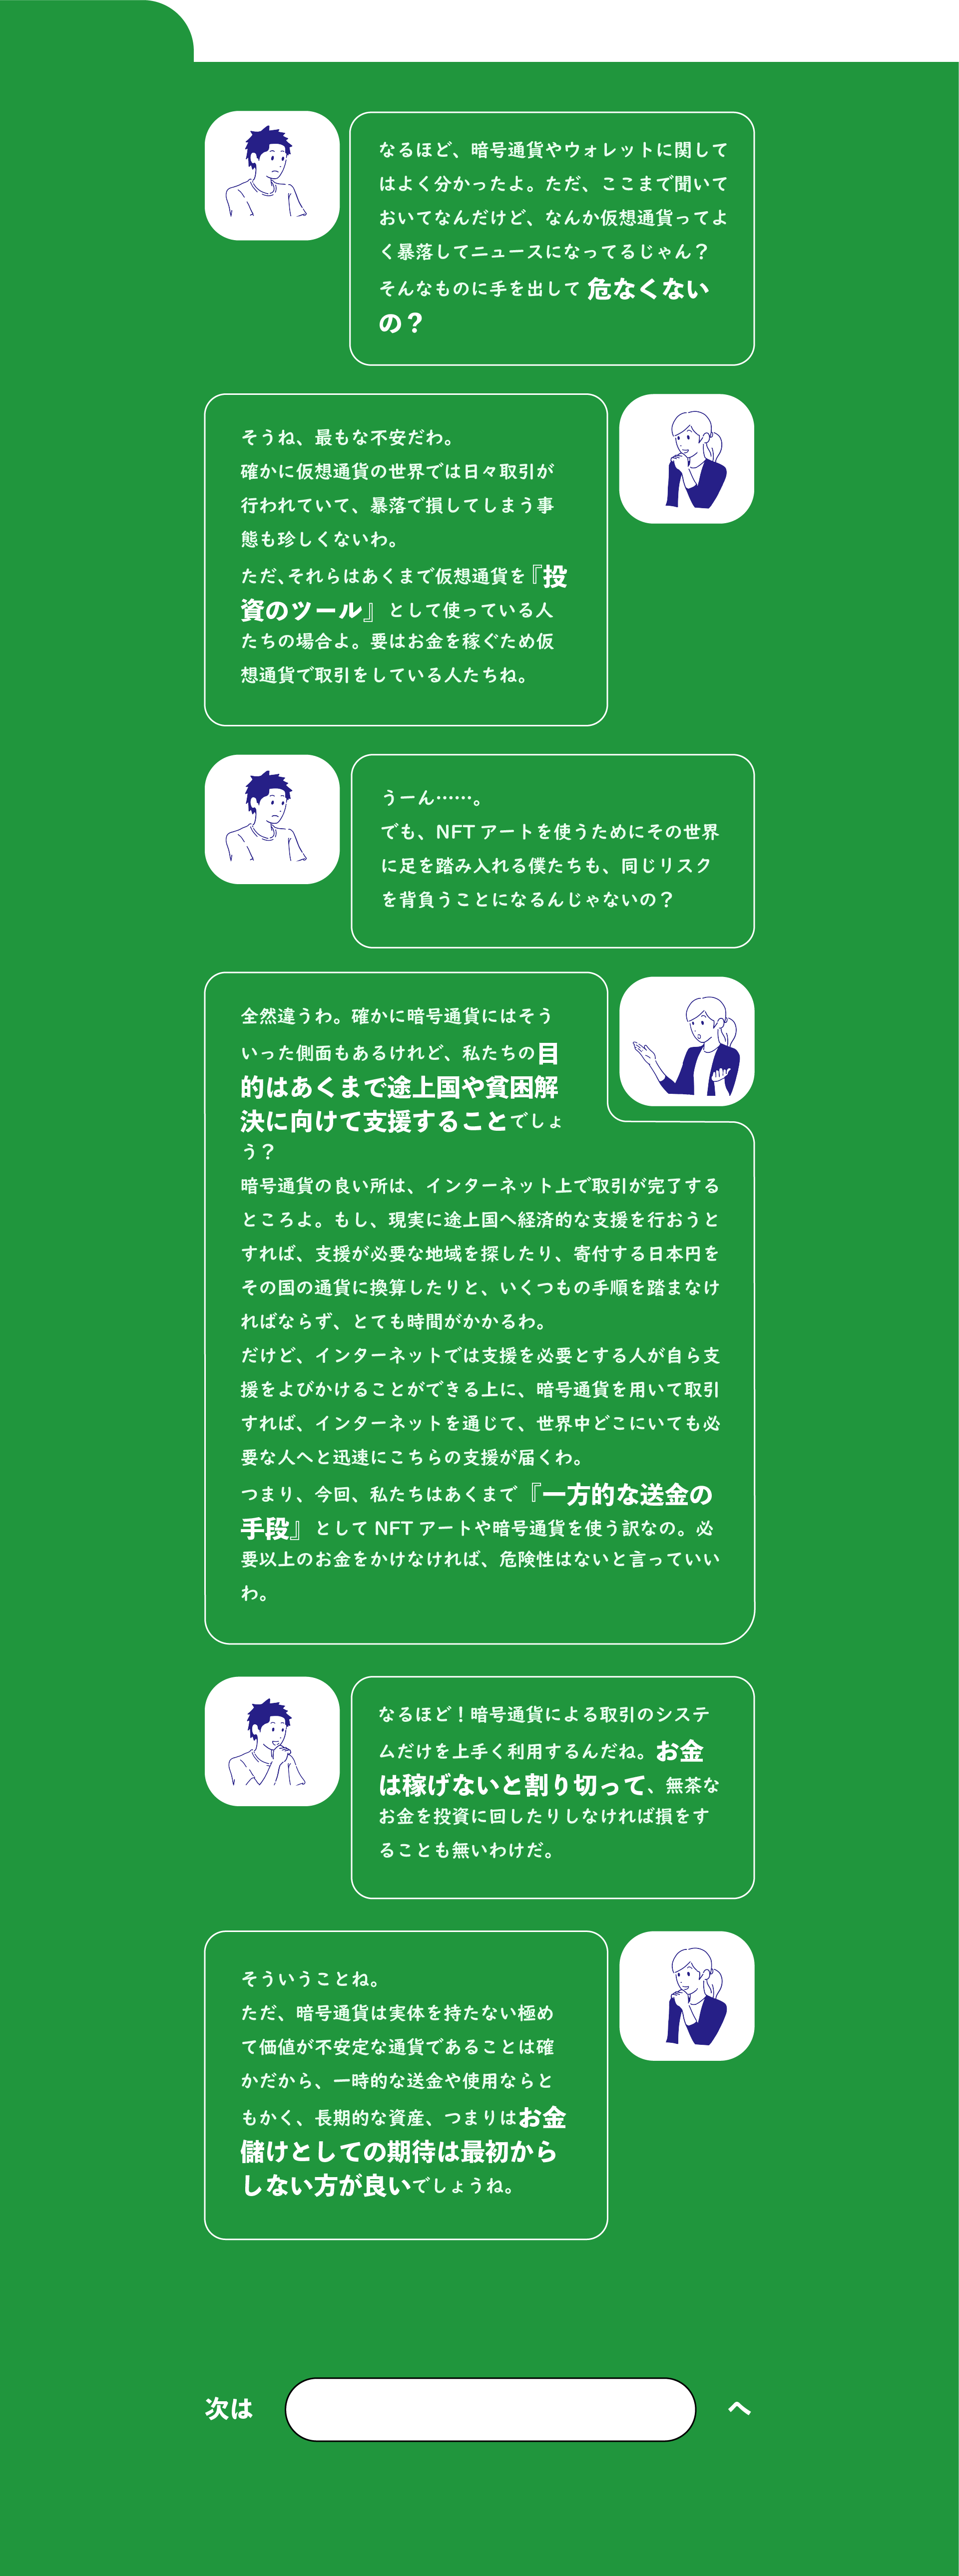 なるほど、暗号通貨やウォレットに関して
はよく分かったよ。ただ、ここまで聞いて
おいてなんだけど、なんか仮想通貨ってよ
く暴落してニュースになってるじゃん？
そんなものに手を出して 危なくない
の？
そうね、最もな不安だわ。
確かに仮想通貨の世界では日々取引が
行われていて、暴落で損してしまう事
態も珍しくないわ。
ただ、それらはあくまで仮想通貨を『投
資のツール』として使っている人
たちの場合よ。要はお金を稼ぐため仮
想通貨で取引をしている人たちね。
うーん……。
でも、NFT アートを使うためにその世界
に足を踏み入れる僕たちも、同じリスク
を背負うことになるんじゃないの？
全然違うわ。確かに暗号通貨にはそう
いった側面もあるけれど、私たちの目
的はあくまで途上国や貧困解
決に向けて支援することでしょ
う？
暗号通貨の良い所は、インターネット上で取引が完了する
ところよ。もし、現実に途上国へ経済的な支援を行おうと
すれば、支援が必要な地域を探したり、寄付する日本円を
その国の通貨に換算したりと、いくつもの手順を踏まなけ
ればならず、とても時間がかかるわ。
だけど、インターネットでは支援を必要とする人が自ら支
援をよびかけることができる上に、暗号通貨を用いて取引
すれば、インターネットを通じて、世界中どこにいても必
要な人へと迅速にこちらの支援が届くわ。
つまり、今回、私たちはあくまで『一方的な送金の
手段』として NFT アートや暗号通貨を使う訳なの。必
要以上のお金をかけなければ、危険性はないと言っていい
わ。
なるほど！暗号通貨による取引のシステ
ムだけを上手く利用するんだね。お金
は稼げないと割り切って、無茶な
お金を投資に回したりしなければ損をす
ることも無いわけだ。
そういうことね。
ただ、暗号通貨は実体を持たない極め
て価値が不安定な通貨であることは確
かだから、一時的な送金や使用ならと
もかく、長期的な資産、つまりはお金
儲けとしての期待は最初から
しない方が良いでしょうね。
次は へ